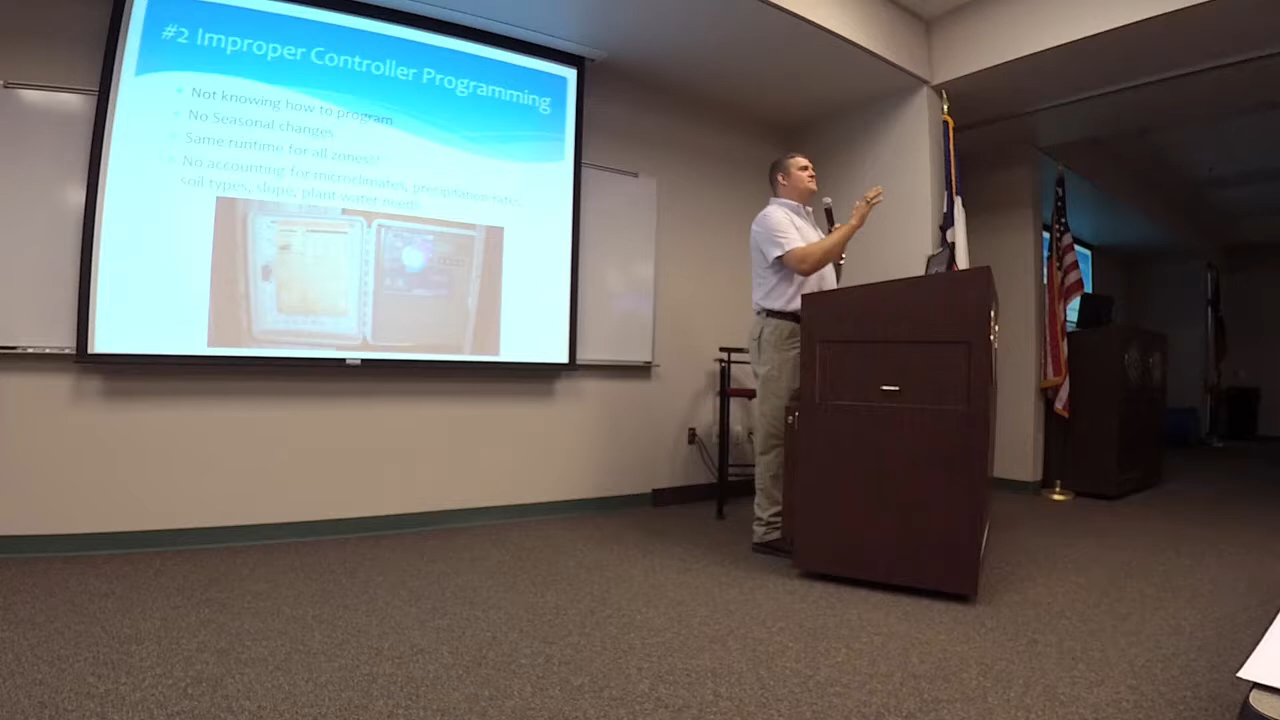 #2 Improper Controller Programming
Not knowing how to program
No Seasonal changes
Same runtime for all zones!
No accounting for microclimates, precipitation rates,
soil types, slope, plant water needs